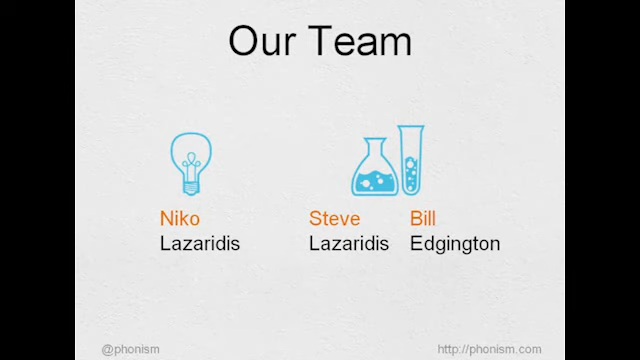 Our Team
Niko
Lazaridis
Steve
Lazaridis
Bill
Edgington
@phonism
http://phonism.com